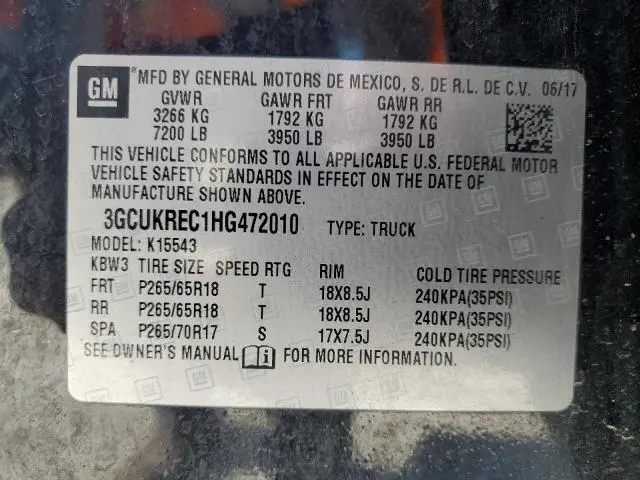 GM ® MFD BY GENERAL MOTORS DE MEXICO, S. DE R.L. DE C.V. 06/17
GVWR GAWR FRT GAWR RR
3266 KG 1792 KG 1792 KG
7200 LB 3950 LB 3950 LB
THIS VEHICLE CONFORMS TO ALL APPLICABLE U.S. FEDERAL MOTOR
VEHICLE SAFETY STANDARDS IN EFFECT ON THE DATE OF
MANUFACTURE SHOWN ABOVE.
3GCUKREC1HG472010 TYPE: TRUCK
MODEL: K15543
KBW3 TIRE SIZE SPEED RTG RIM COLD TIRE PRESSURE
FRT P265/65R18 T 18X8.5J 240KPA(35PSI)
RR P265/65R18 T 18X8.5J 240KPA(35PSI)
SPA P265/70R17 S 17X7.5J 240KPA(35PSI)
SEE OWNER'S MANUAL i FOR MORE INFORMATION.